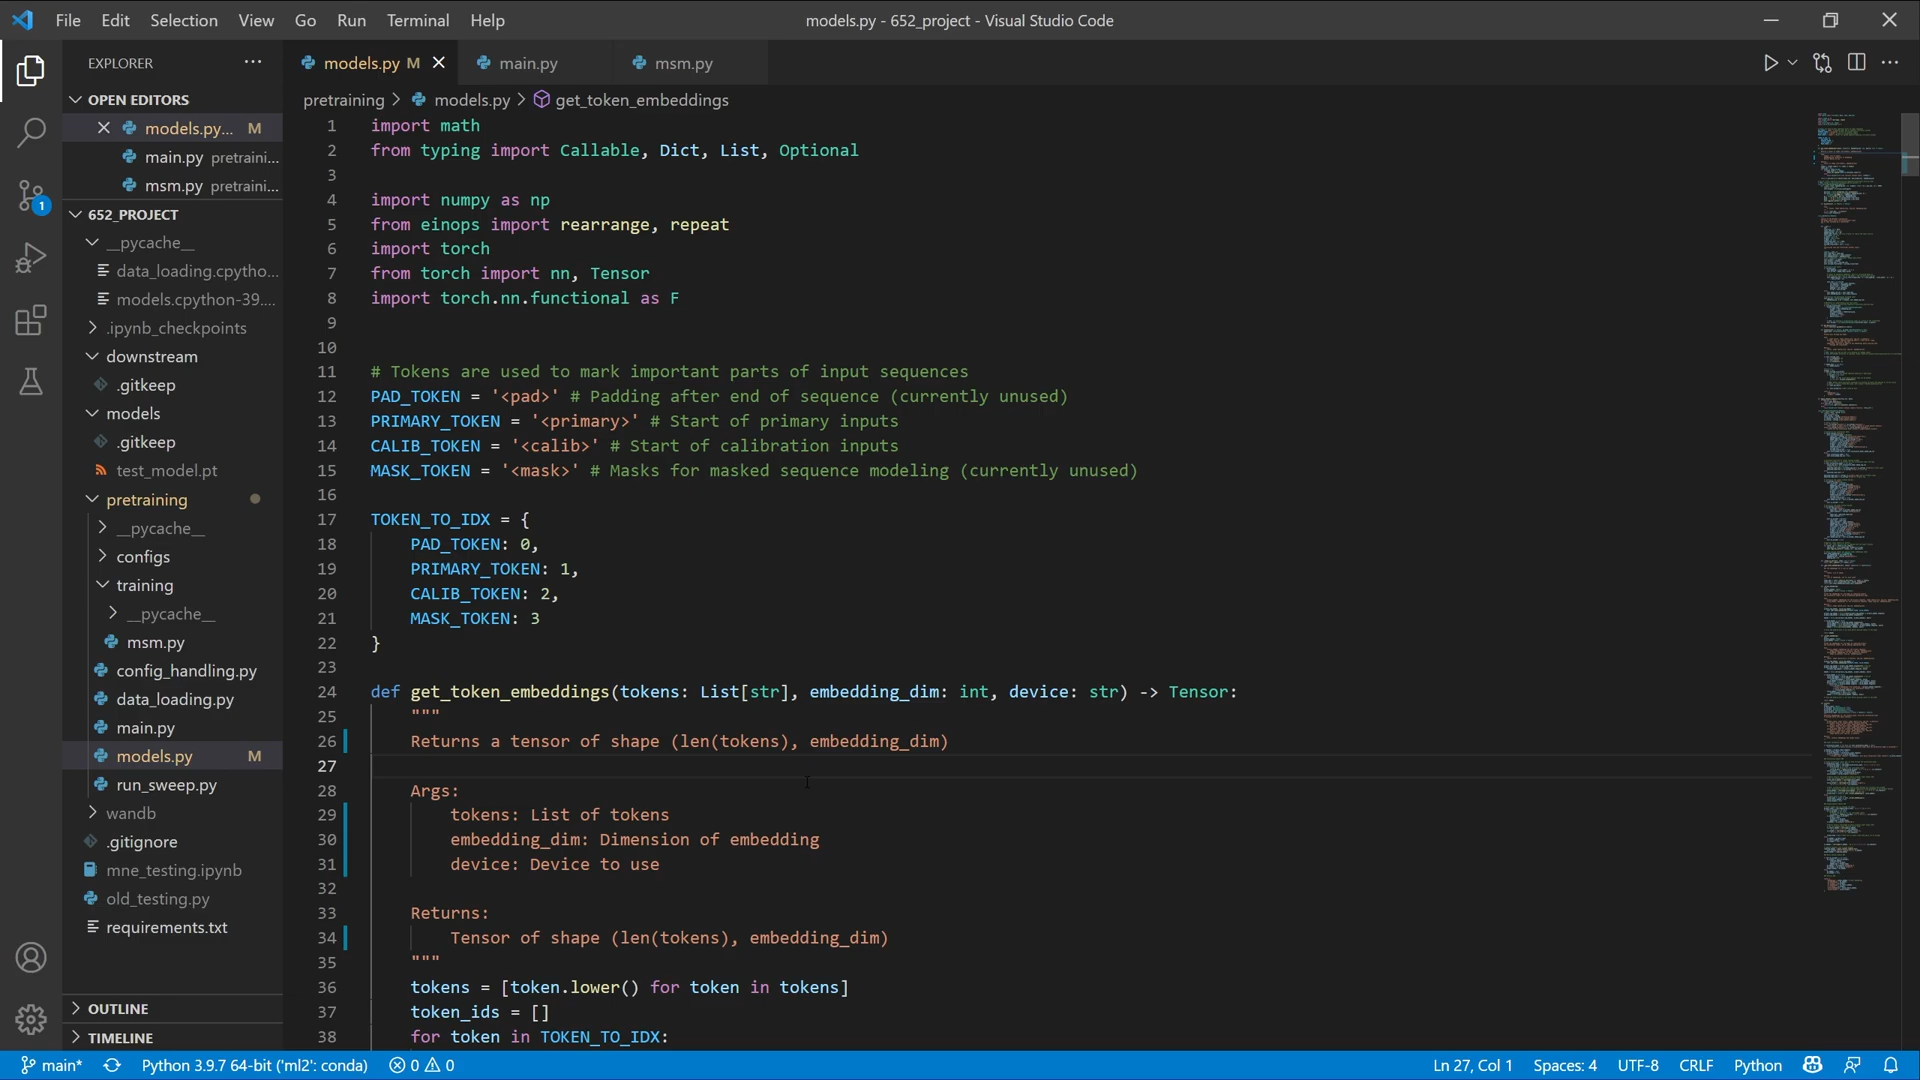 File Edit Selection View Go Run Terminal Help
models.py - 652_project - Visual Studio Code
EXPLORER
OPEN EDITORS
models.py... M
main.py pretraini...
msm.py pretraini...
652_PROJECT
__pycache__
data_loading.cpytho...
models.cpython-39....
.ipynb_checkpoints
downstream
.gitkeep
models
.gitkeep
test_model.pt
pretraining
__pycache__
configs
training
__pycache__
msm.py
config_handling.py
data_loading.py
main.py
models.py M
run_sweep.py
wandb
.gitignore
mne_testing.ipynb
old_testing.py
requirements.txt
OUTLINE
TIMELINE
1
models.py M
main.py
msm.py
pretraining > models.py > get_token_embeddings
1 import math
2 from typing import Callable, Dict, List, Optional
3
4 import numpy as np
5 from einops import rearrange, repeat
6 import torch
7 from torch import nn, Tensor
8 import torch.nn.functional as F
9
10
11 # Tokens are used to mark important parts of input sequences
12 PAD_TOKEN = '<pad>' # Padding after end of sequence (currently unused)
13 PRIMARY_TOKEN = '<primary>' # Start of primary inputs
14 CALIB_TOKEN = '<calib>' # Start of calibration inputs
15 MASK_TOKEN = '<mask>' # Masks for masked sequence modeling (currently unused)
16
17 TOKEN_TO_IDX = {
18 PAD_TOKEN: 0,
19 PRIMARY_TOKEN: 1,
20 CALIB_TOKEN: 2,
21 MASK_TOKEN: 3
22 }
23
24 def get_token_embeddings(tokens: List[str], embedding_dim: int, device: str) -> Tensor:
25 """
26 Returns a tensor of shape (len(tokens), embedding_dim)
27
28 Args:
29 tokens: List of tokens
30 embedding_dim: Dimension of embedding
31 device: Device to use
32
33 Returns:
34 Tensor of shape (len(tokens), embedding_dim)
35 """
36 tokens = [token.lower() for token in tokens]
37 token_ids = []
38 for token in TOKEN_TO_IDX:
main* Python 3.9.7 64-bit ('ml2': conda) 0 0
Ln 27, Col 1 Spaces: 4 UTF-8 CRLF Python